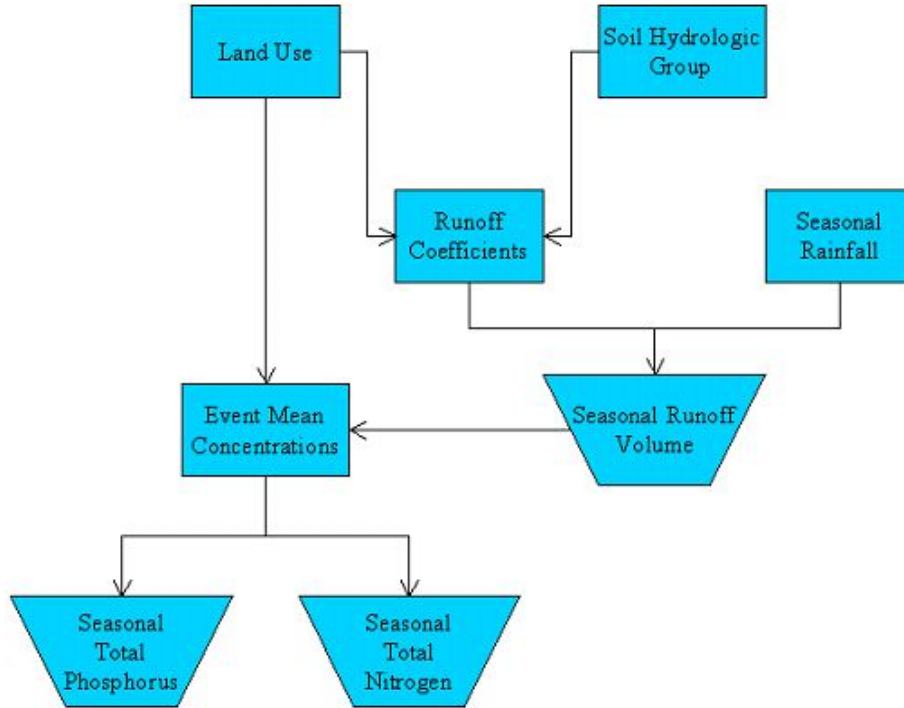 Land Use
Soil Hydrologic
Group
Runoff
Coefficients
Seasonal
Rainfall
Event Mean
Concentrations
Seasonal Runoff
Volume
Seasonal
Total
Phosphorus
Seasonal
Total
Nitrogen